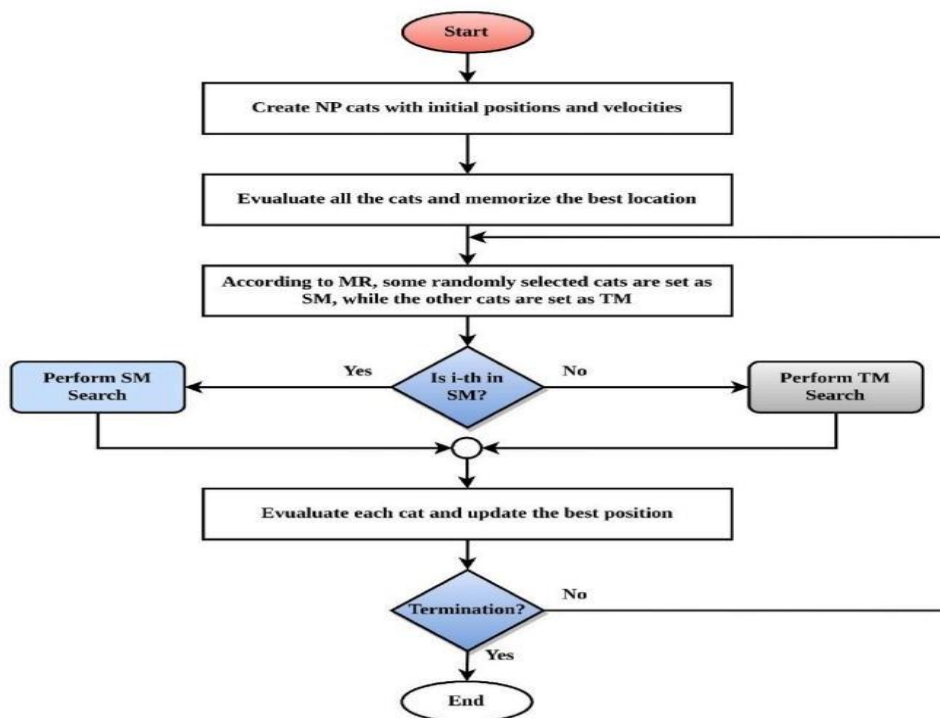 Start
Create NP cats with initial positions and velocities
Evualuate all the cats and memorize the best location
According to MR, some randomly selected cats are set as
SM, while the other cats are set as TM
Yes
Is i-th in
SM?
No
Perform SM
Search
Perform TM
Search
Evualuate each cat and update the best position
Termination?
No
Yes
End